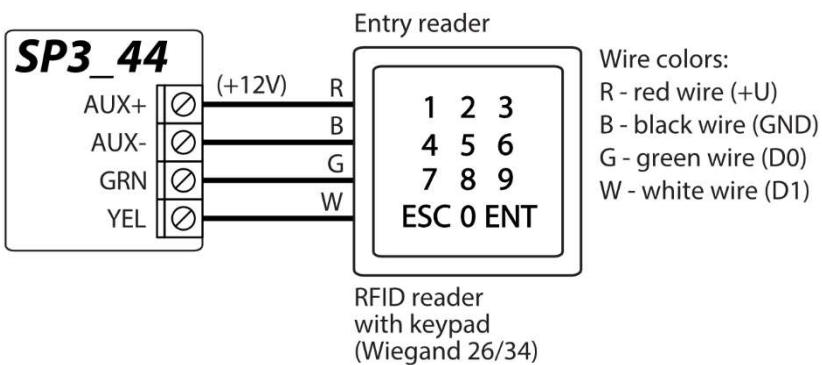 Entry reader
SP3_44
AUX+
AUX-
GRN
YEL
(+12V)
R
B
G
W
1 2 3
4 5 6
7 8 9
ESC 0 ENT
Wire colors:
R - red wire (+U)
B - black wire (GND)
G - green wire (D0)
W - white wire (D1)
RFID reader
with keypad
(Wiegand 26/34)